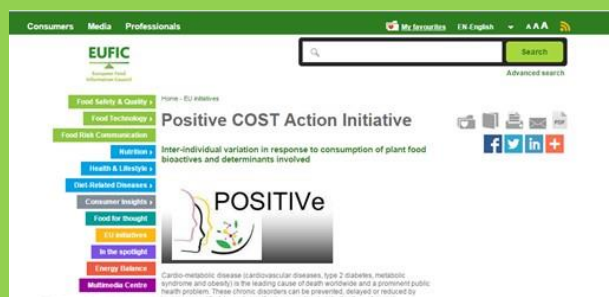 Consumers Media Professionals
My favourites EN-English A A A
EUFIC
European Food
Information Council
Search
Advanced search
Food Safety & Quality
Food Technology
Food Risk Communication
Nutrition
Health & Lifestyle
Diet-Related Diseases
Consumer Insights
Food for thought
EU initiatives
In the spotlight
Energy Balance
Multimedia Centre
Home - EU initiatives
Positive COST Action Initiative
PDF
Inter-individual variation in response to consumption of plant food
bioactives and determinants involved
f in +
POSITIVe
Cardio-metabolic disease (cardiovascular diseases, type 2 diabetes, metabolic
syndrome and obesity) is the leading cause of death worldwide and a prominent public
health problem. These chronic disorders can be prevented, delayed or reduced by